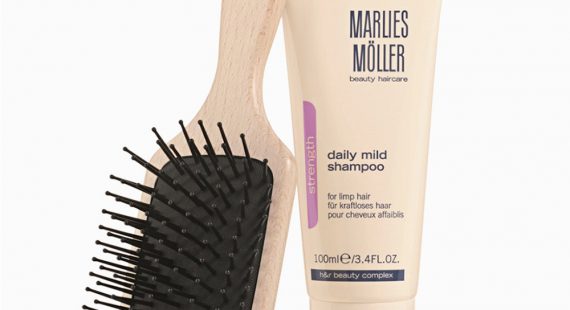 MARLIES
MÖLLER
beauty haircare
strength
daily mild
shampoo
for limp hair
für kraftloses haar
pour cheveux affaiblis
100ml℮/3.4FL.OZ.
h&r beauty complex